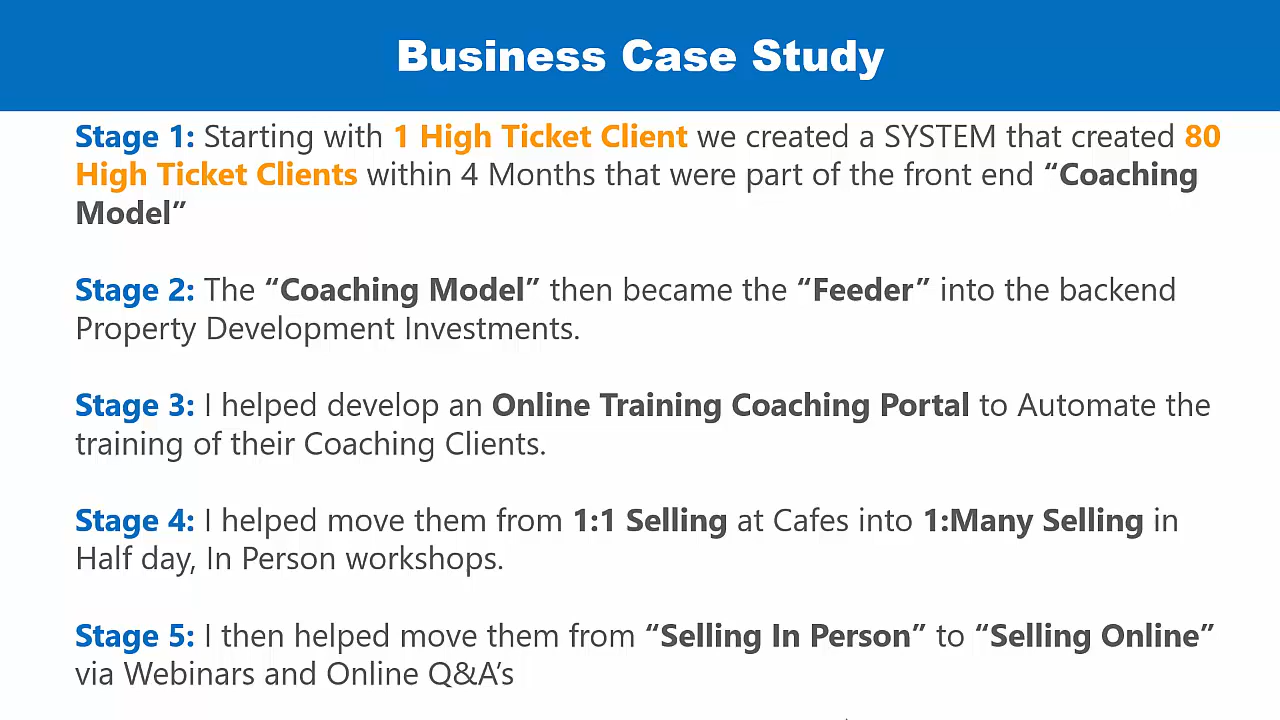 Business Case Study
Stage 1: Starting with 1 High Ticket Client we created a SYSTEM that created 80
High Ticket Clients within 4 Months that were part of the front end “Coaching
Model”
Stage 2: The “Coaching Model” then became the “Feeder” into the backend
Property Development Investments.
Stage 3: I helped develop an Online Training Coaching Portal to Automate the
training of their Coaching Clients.
Stage 4: I helped move them from 1:1 Selling at Cafes into 1:Many Selling in
Half day, In Person workshops.
Stage 5: I then helped move them from “Selling In Person” to “Selling Online”
via Webinars and Online Q&A’s